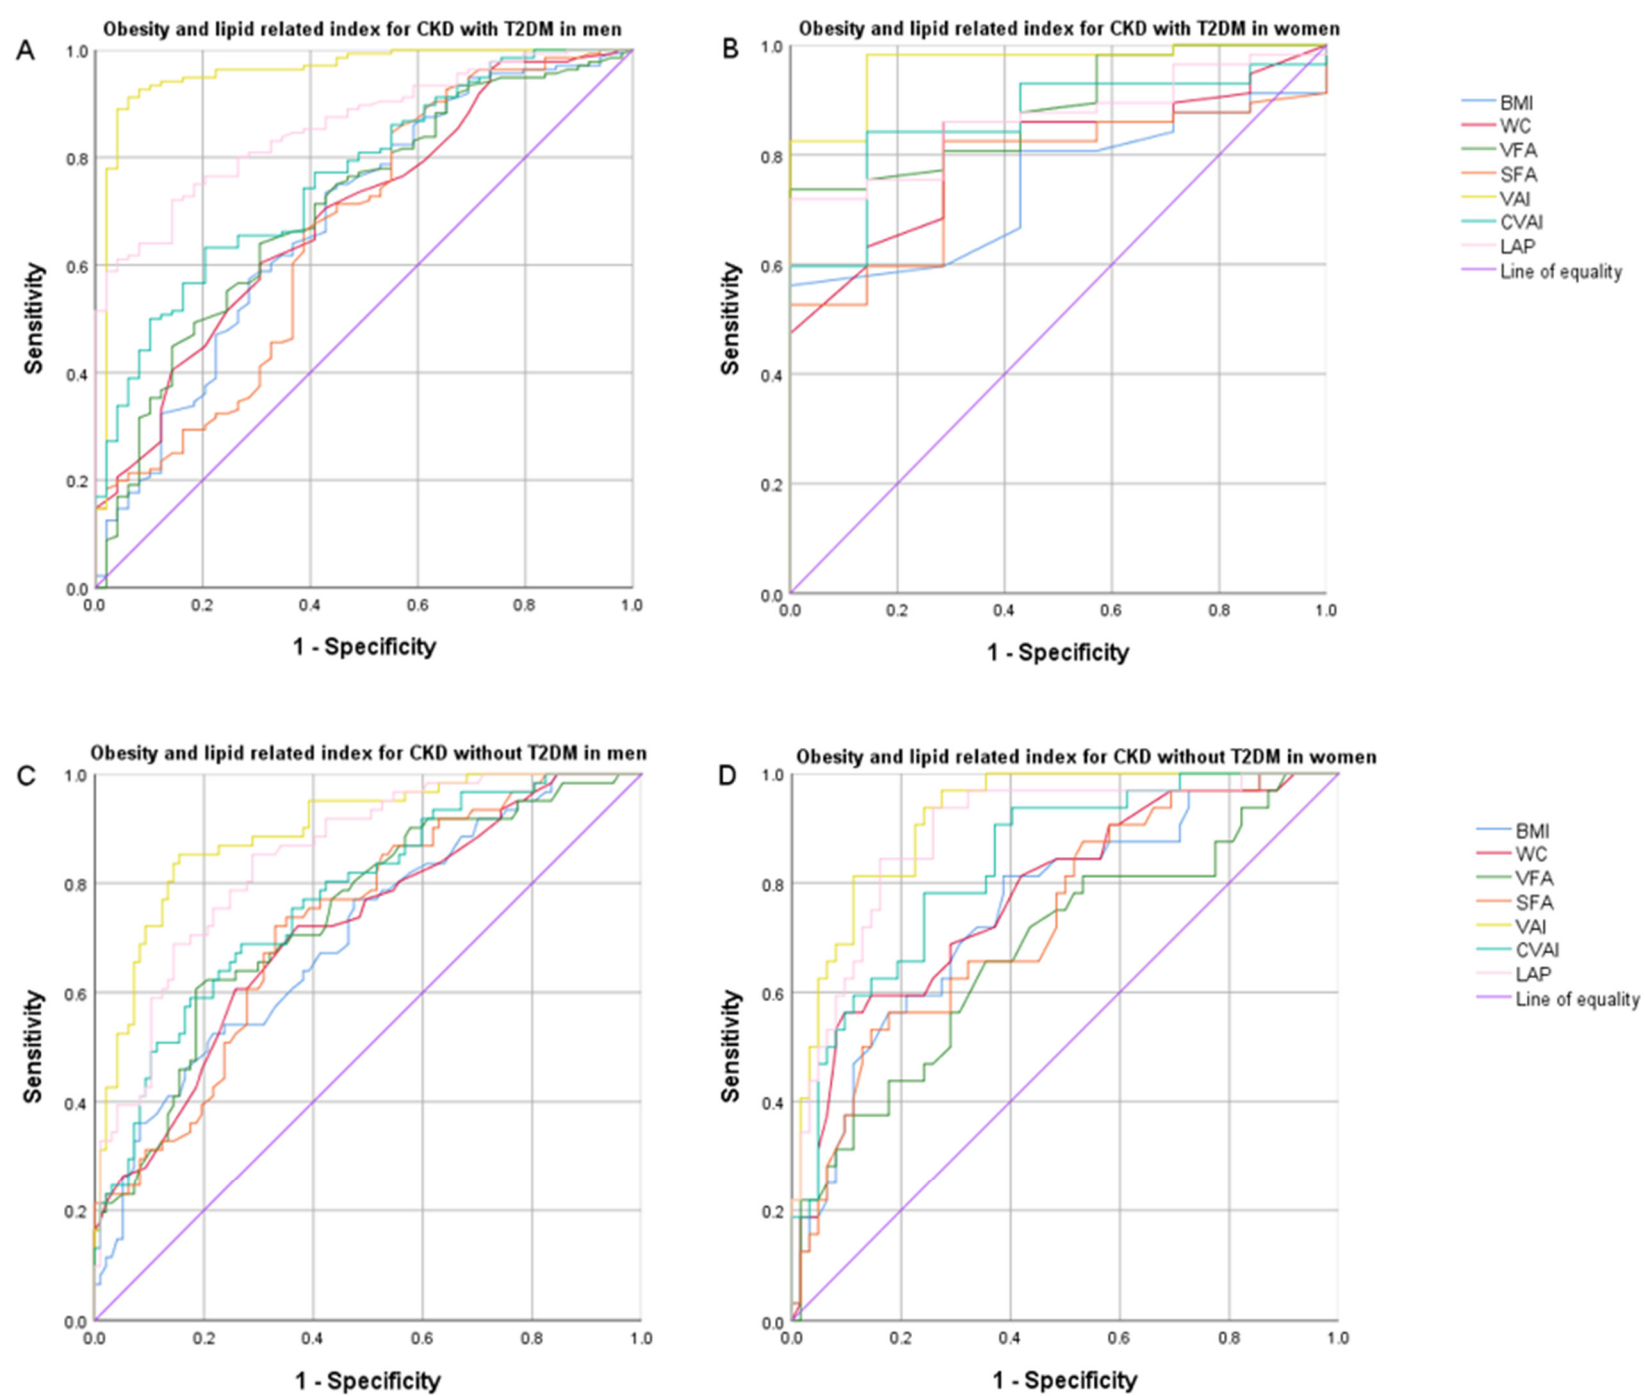 A
Obesity and lipid related index for CKD with T2DM in men
1.0
0.8
0.6
0.4
0.2
0.0
0.0 0.2 0.4 0.6 0.8 1.0
Sensitivity
1 - Specificity
B
Obesity and lipid related index for CKD with T2DM in women
1.0
0.8
0.6
0.4
0.2
0.0
0.0 0.2 0.4 0.6 0.8 1.0
Sensitivity
1 - Specificity
BMI
WC
VFA
SFA
VAI
CVAI
LAP
Line of equality
C
Obesity and lipid related index for CKD without T2DM in men
1.0
0.8
0.6
0.4
0.2
0.0
0.0 0.2 0.4 0.6 0.8 1.0
Sensitivity
1 - Specificity
D
Obesity and lipid related index for CKD without T2DM in women
1.0
0.8
0.6
0.4
0.2
0.0
0.0 0.2 0.4 0.6 0.8 1.0
Sensitivity
1 - Specificity
BMI
WC
VFA
SFA
VAI
CVAI
LAP
Line of equality